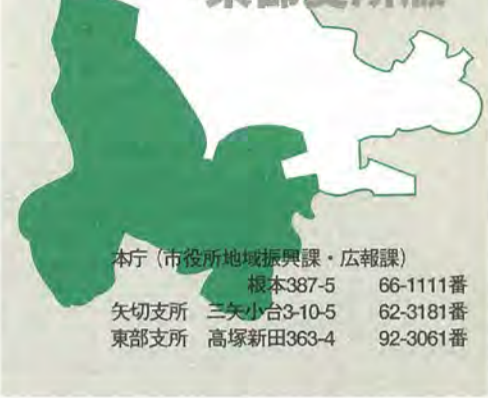 本庁（市役所地域振興課・広報課）
根本387-5 66-1111番
矢切支所 三矢小台3-10-5 62-3181番
東部支所 高塚新田363-4 92-3061番